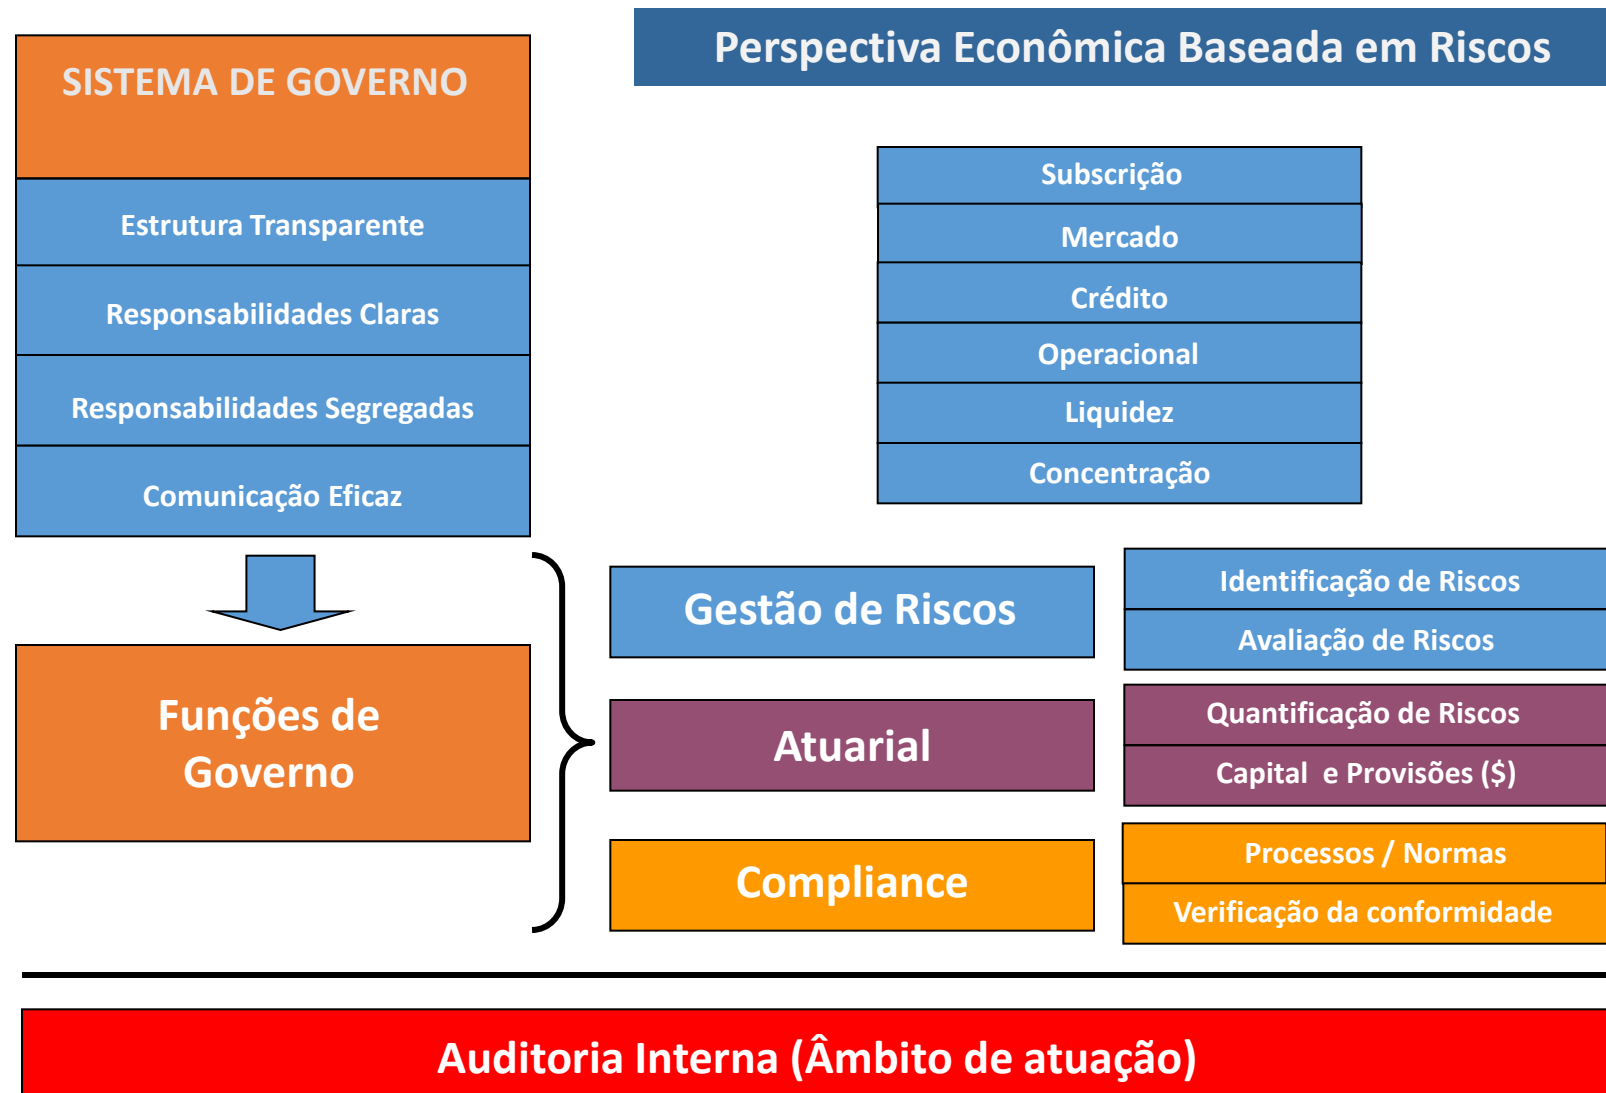 Perspectiva Econômica Baseada em Riscos
SISTEMA DE GOVERNO
Estrutura Transparente
Responsabilidades Claras
Responsabilidades Segregadas
Comunicação Eficaz
Subscrição
Mercado
Crédito
Operacional
Liquidez
Concentração
Funções de
Governo
Gestão de Riscos
Identificação de Riscos
Avaliação de Riscos
Atuarial
Quantificação de Riscos
Capital e Provisões ($)
Compliance
Processos / Normas
Verificação da conformidade
Auditoria Interna (Âmbito de atuação)